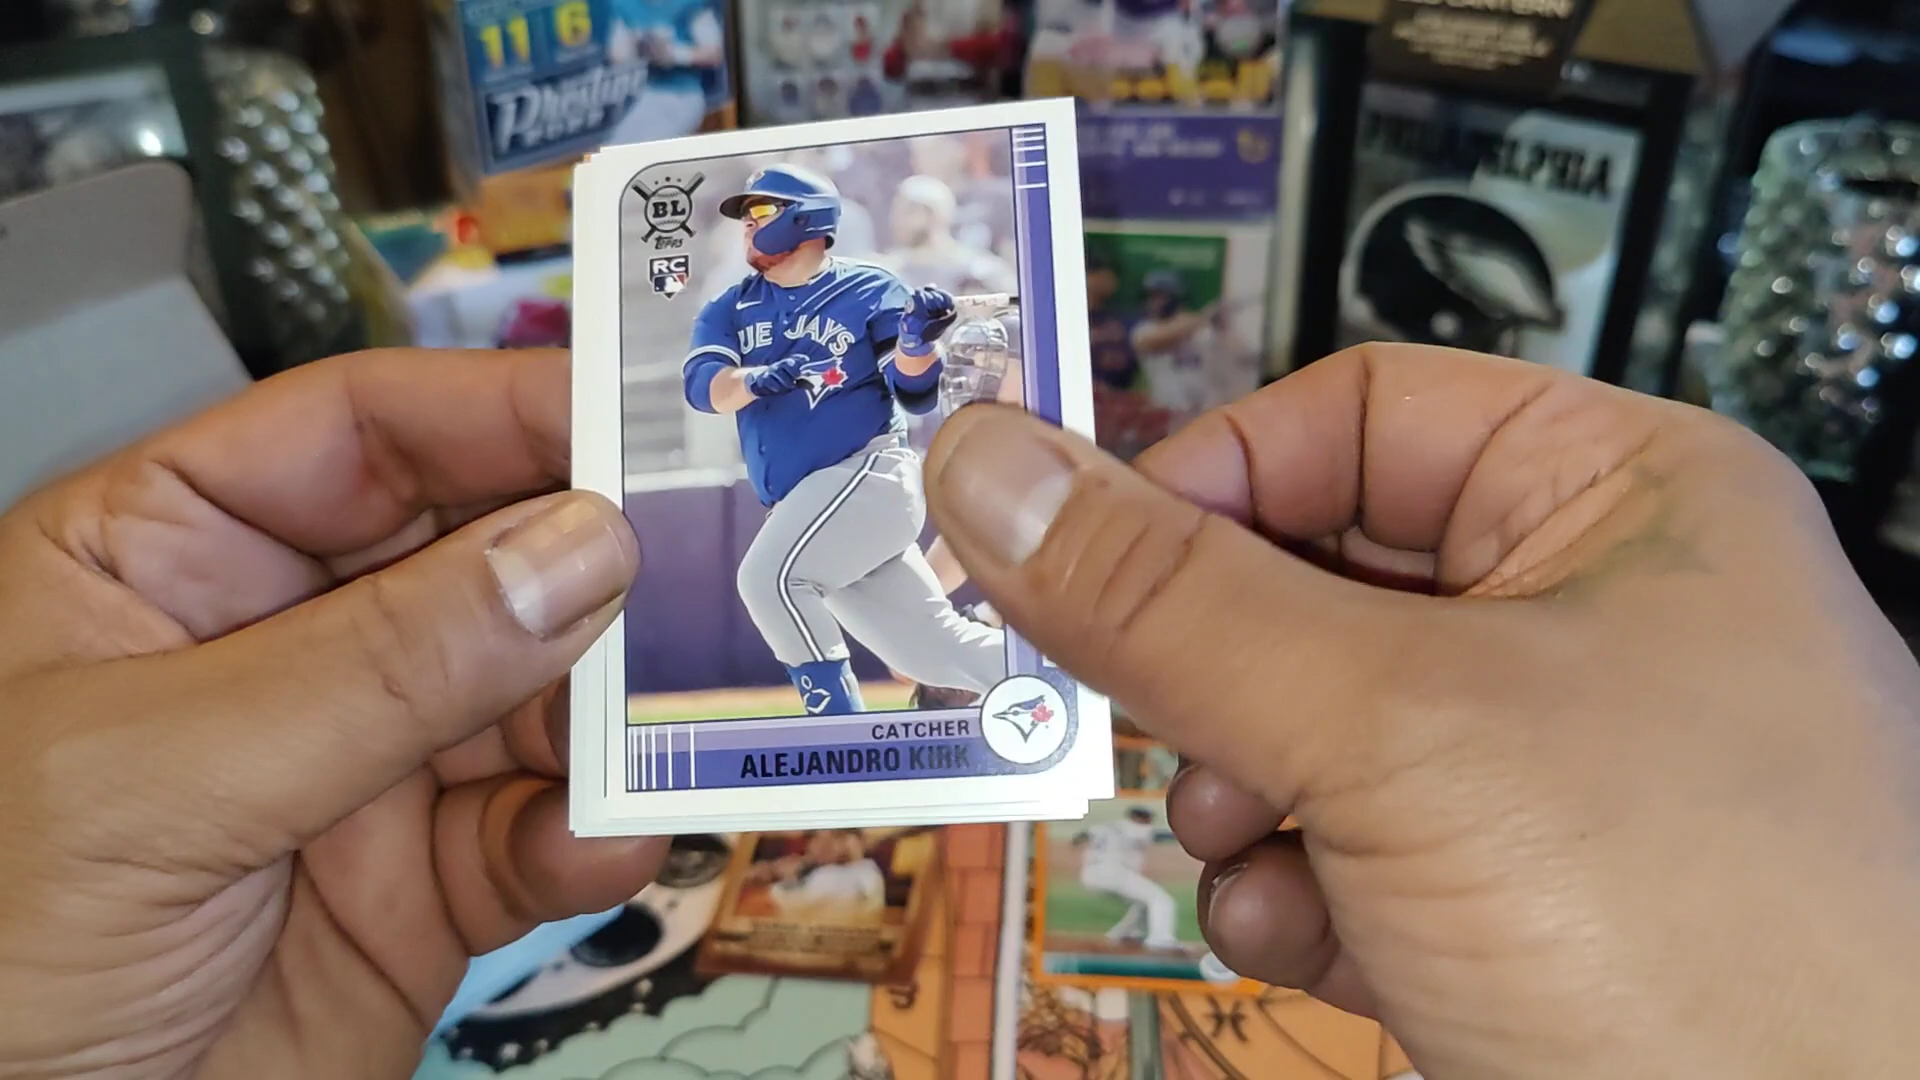 11 6
Prestige
PHILADELPHIA
BL
TOPPS
RC
UE JAYS
CATCHER
ALEJANDRO KIRK